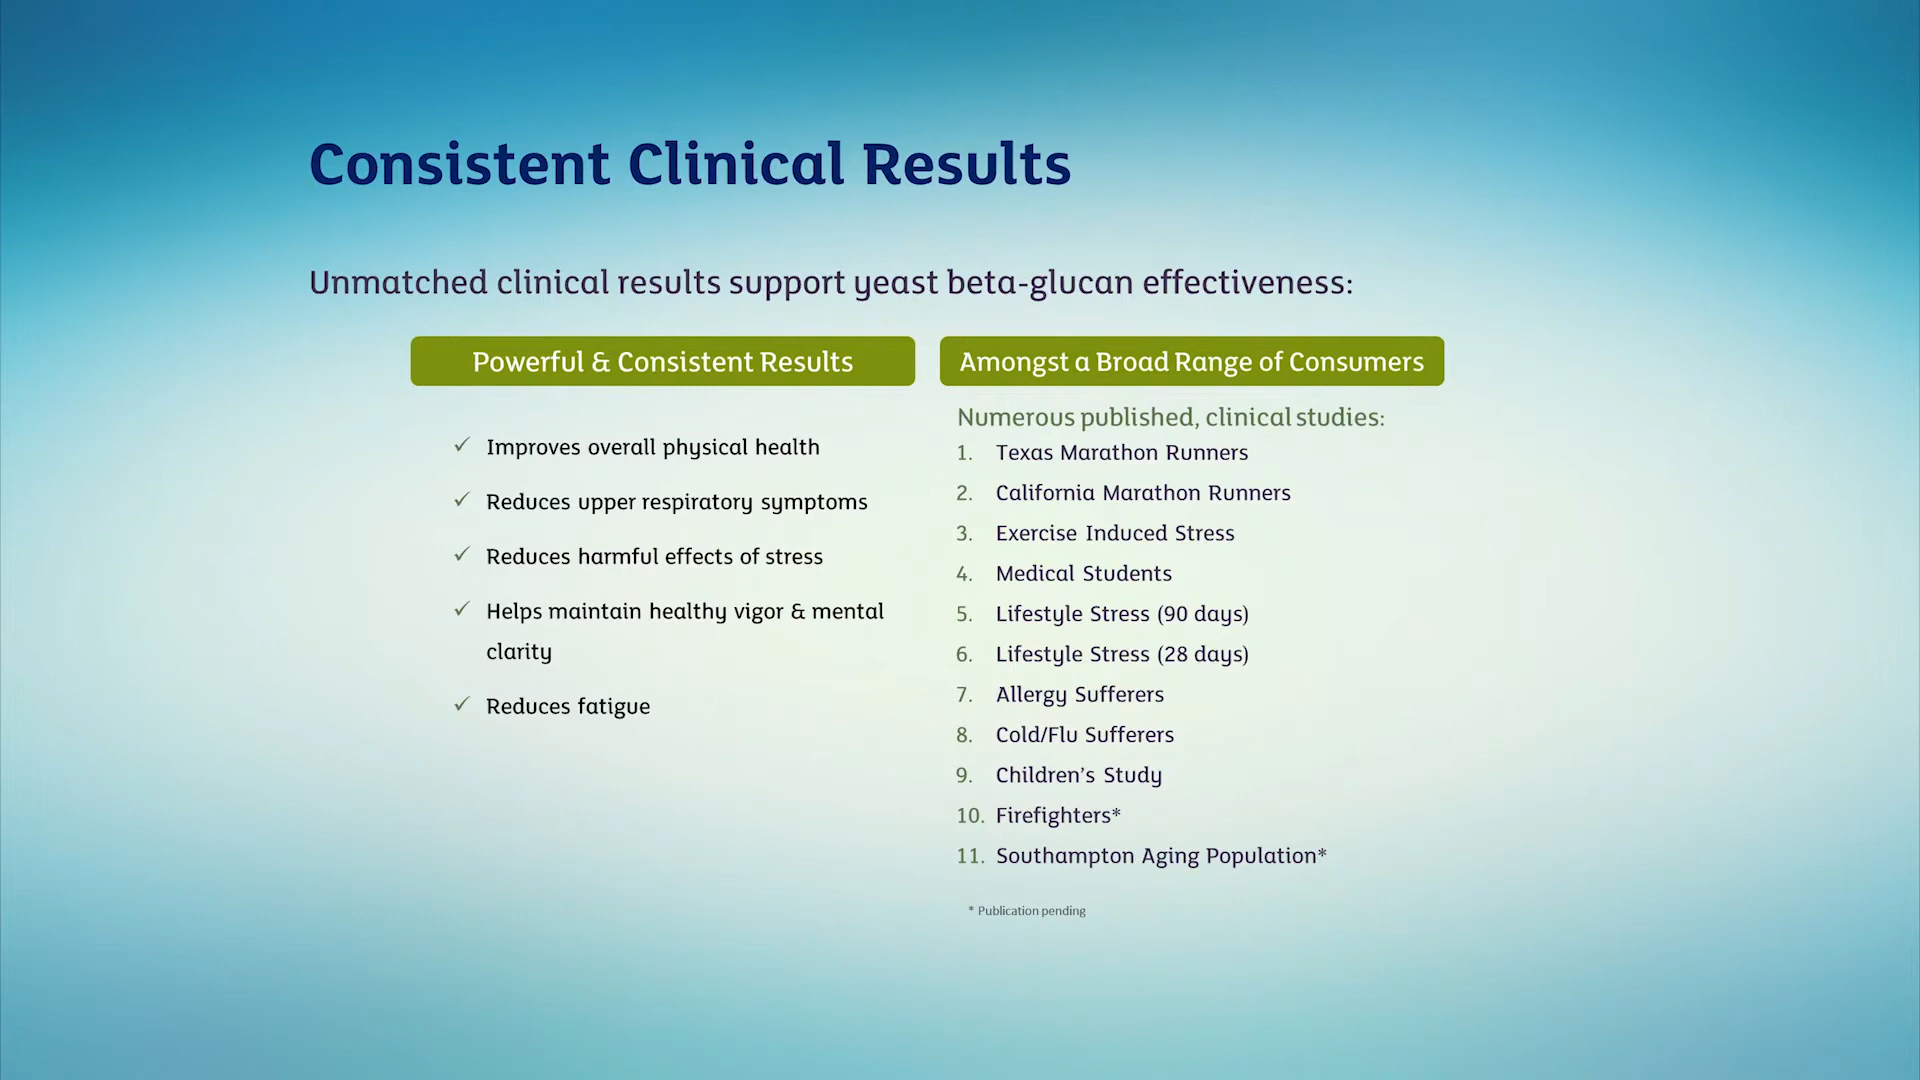 Consistent Clinical Results
Unmatched clinical results support yeast beta-glucan effectiveness:
Powerful & Consistent Results
✓ Improves overall physical health
✓ Reduces upper respiratory symptoms
✓ Reduces harmful effects of stress
✓ Helps maintain healthy vigor & mental
clarity
✓ Reduces fatigue
Amongst a Broad Range of Consumers
Numerous published, clinical studies:
1. Texas Marathon Runners
2. California Marathon Runners
3. Exercise Induced Stress
4. Medical Students
5. Lifestyle Stress (90 days)
6. Lifestyle Stress (28 days)
7. Allergy Sufferers
8. Cold/Flu Sufferers
9. Children’s Study
10. Firefighters*
11. Southampton Aging Population*
* Publication pending